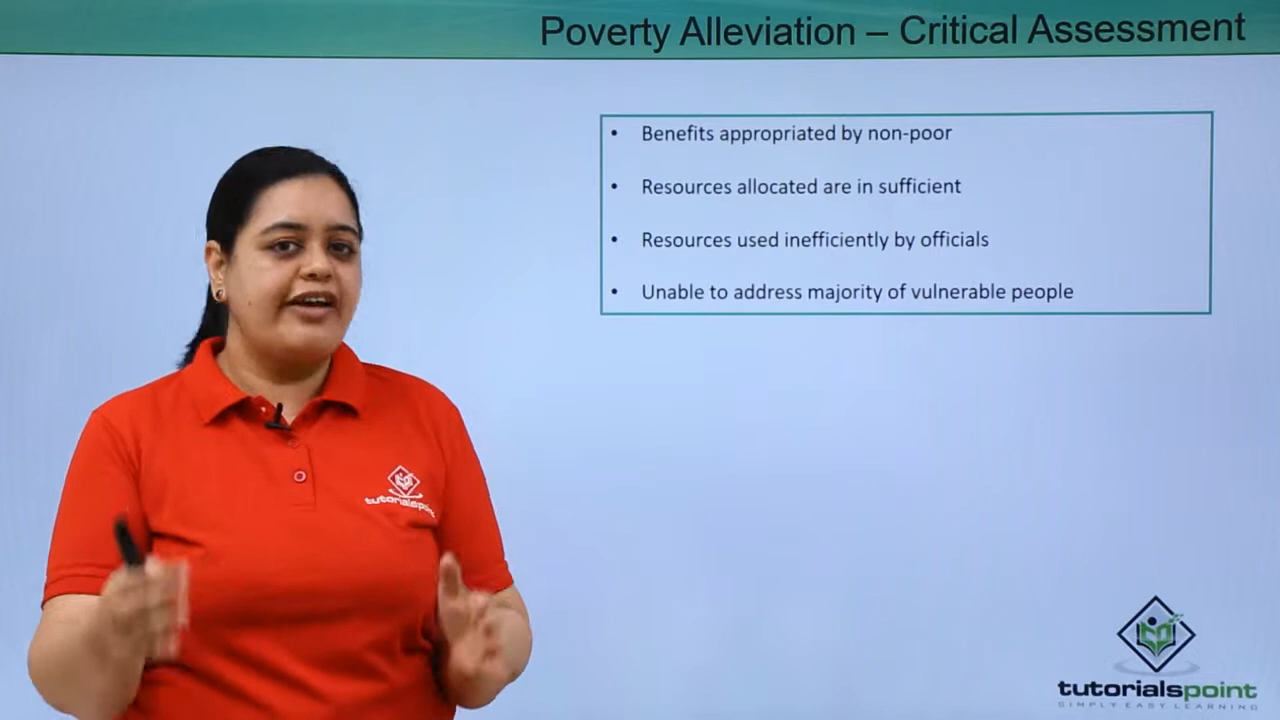 Poverty Alleviation – Critical Assessment
• Benefits appropriated by non-poor
• Resources allocated are in sufficient
• Resources used inefficiently by officials
• Unable to address majority of vulnerable people
tutorialspoint
tutorialspoint
SIMPLY EASY LEARNING